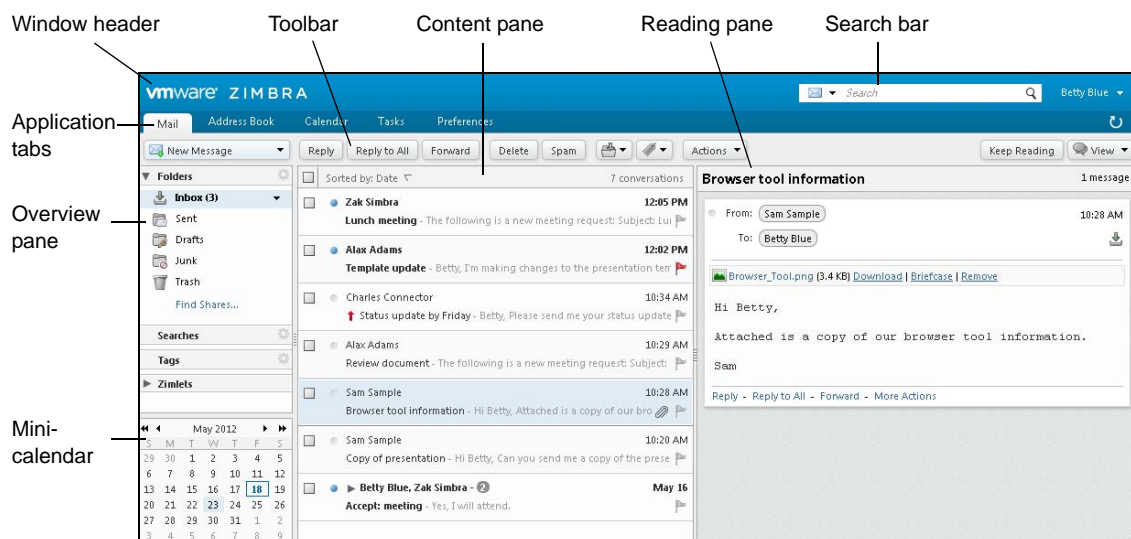 Window header Toolbar Content pane Reading pane Search bar
vmware ZIMBRA Search Betty Blue
Application tabs
Mail Address Book Calendar Tasks Preferences
New Message Reply Reply to All Forward Delete Spam Actions Keep Reading View
Overview pane
Folders
Inbox (3)
Sent
Drafts
Junk
Trash
Find Shares...
Searches
Tags
Zimlets
Mini-calendar
May 2012
S M T W T F S
29 30 1 2 3 4 5
6 7 8 9 10 11 12
13 14 15 16 17 18 19
20 21 22 23 24 25 26
27 28 29 30 31 1 2
3 4 5 6 7 8 9
Sorted by: Date 7 conversations
Zak Simbra 12:05 PM
Lunch meeting - The following is a new meeting request: Subject: Lu
Alax Adams 12:02 PM
Template update - Betty, I'm making changes to the presentation tem
Charles Connector 10:34 AM
Status update by Friday - Betty, Please send me your status update
Alax Adams 10:29 AM
Review document - The following is a new meeting request: Subject:
Sam Sample 10:28 AM
Browser tool information - Hi Betty, Attached is a copy of our bro
Sam Sample 10:20 AM
Copy of presentation - Hi Betty, Can you send me a copy of the prese
Betty Blue, Zak Simbra - 2 May 16
Accept: meeting - Yes, I will attend.
Browser tool information 1 message
From: Sam Sample 10:28 AM
To: Betty Blue
Browser_Tool.png (3.4 KB) Download | Briefcase | Remove
Hi Betty,
Attached is a copy of our browser tool information.
Sam
Reply - Reply to All - Forward - More Actions